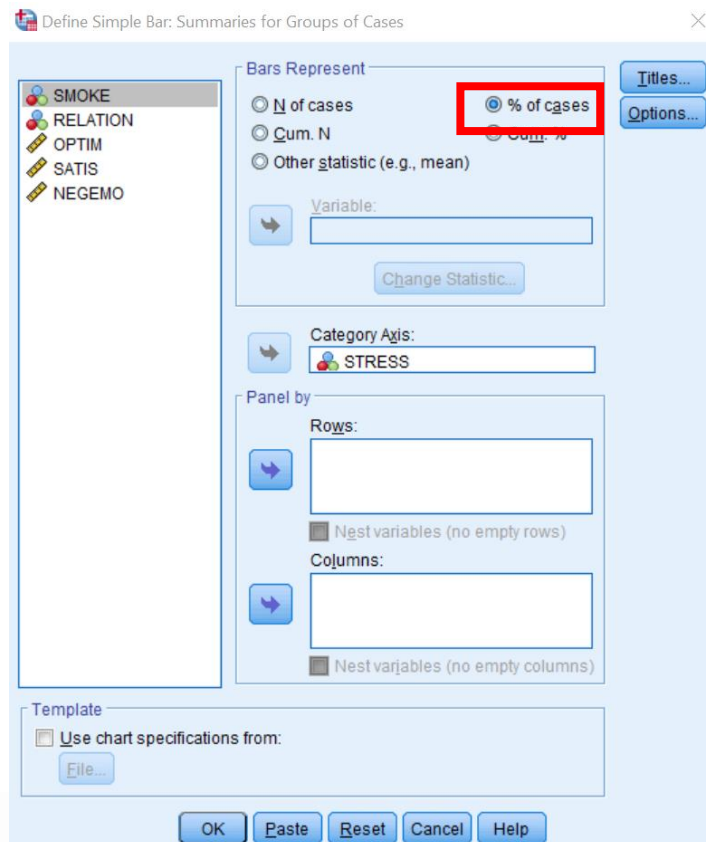 Define Simple Bar: Summaries for Groups of Cases
SMOKE
RELATION
OPTIM
SATIS
NEGEMO
Bars Represent
N of cases
% of cases
Cum. N
Cum. %
Other statistic (e.g., mean)
Variable:
Change Statistic...
Category Axis:
STRESS
Panel by
Rows:
Nest variables (no empty rows)
Columns:
Nest variables (no empty columns)
Titles...
Options...
Template
Use chart specifications from:
File...
OK Paste Reset Cancel Help